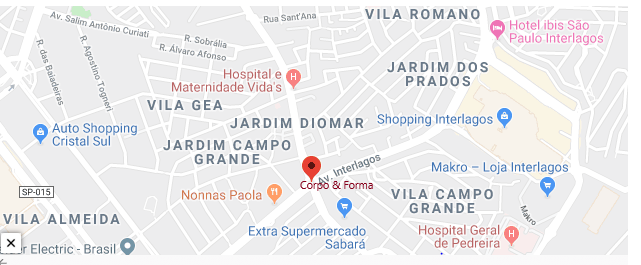 Rua Sant'Ana
VILA ROMANO
Av. Salim Antônio Curiati
Hotel ibis São
Paulo Interlagos
R. Sobrália
R. Álvaro Afonso
R. das Baiadeiras
R. Agostino Togneri
Hospital e
Maternidade Vida's
JARDIM DOS
PRADOS
VILA GEA
JARDIM DIOMAR
Shopping Interlagos
Auto Shopping
Cristal Sul
JARDIM CAMPO
GRANDE
Av. Interlagos
Makro – Loja Interlagos
Corpo & Forma
SP-015
Nonnas Paola
VILA CAMPO
GRANDE
Makro
VILA ALMEIDA
Extra Supermercado
Sabará
Hospital Geral
de Pedreira
Electric - Brasil